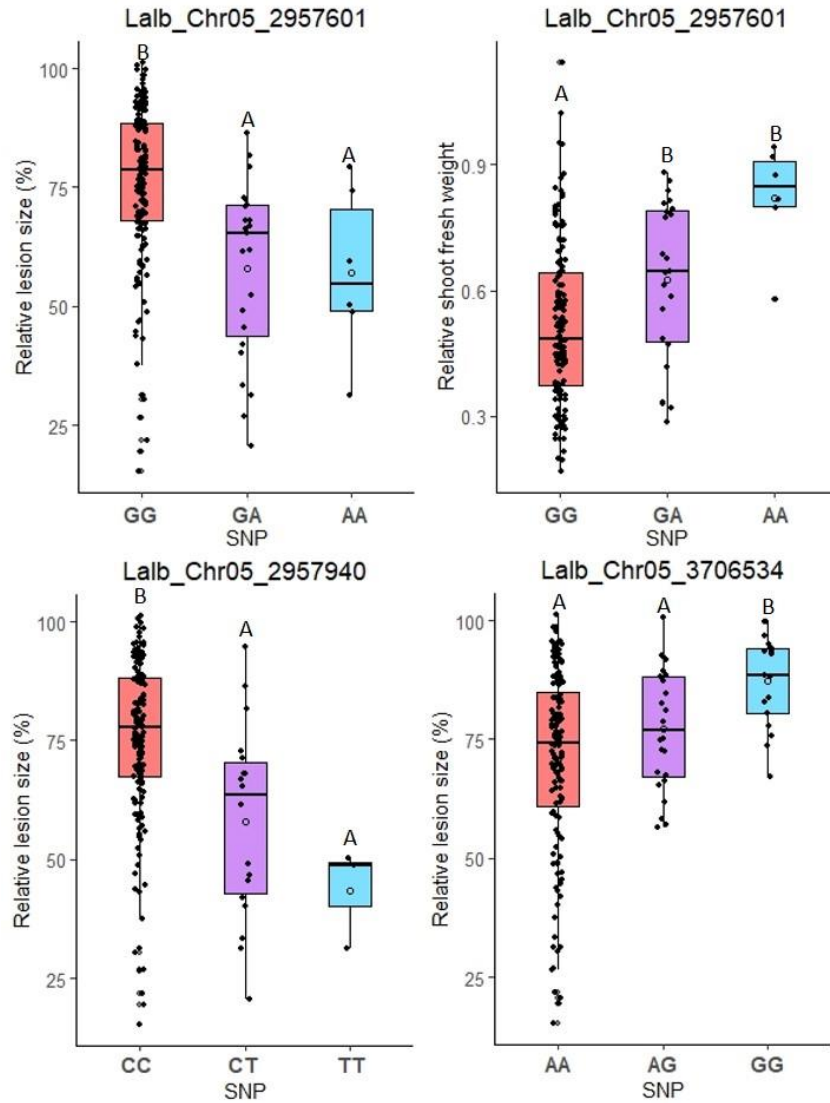 Lalb_Chr05_2957601
Relative lesion size (%)
100
75
50
25
B
A
A
GG
GA
AA
SNP
Lalb_Chr05_2957601
Relative shoot fresh weight
0.9
0.6
0.3
A
B
B
GG
GA
AA
SNP
Lalb_Chr05_2957940
Relative lesion size (%)
100
75
50
25
B
A
A
CC
CT
TT
SNP
Lalb_Chr05_3706534
Relative lesion size (%)
100
75
50
25
A
A
B
AA
AG
GG
SNP